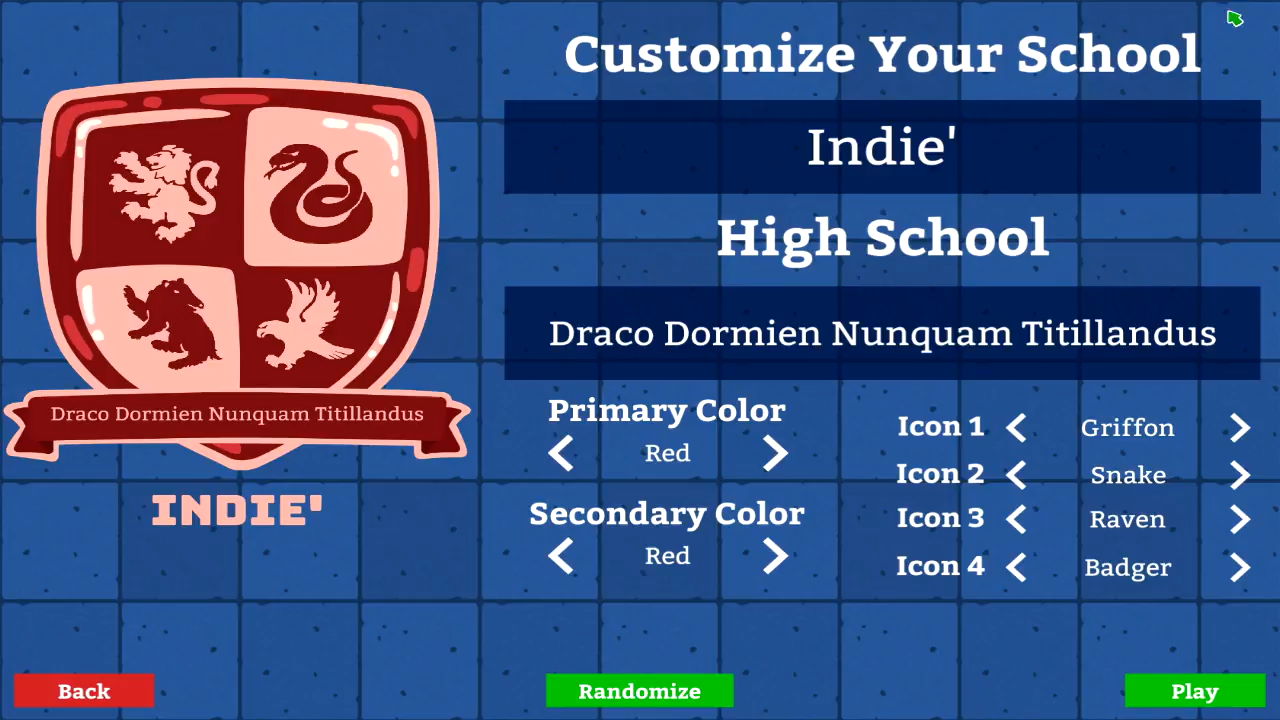 Customize Your School
Indie'
High School
Draco Dormien Nunquam Titillandus
Draco Dormien Nunquam Titillandus
INDIE'
Primary Color
Red
Secondary Color
Red
Icon 1 Griffon
Icon 2 Snake
Icon 3 Raven
Icon 4 Badger
Back
Randomize
Play